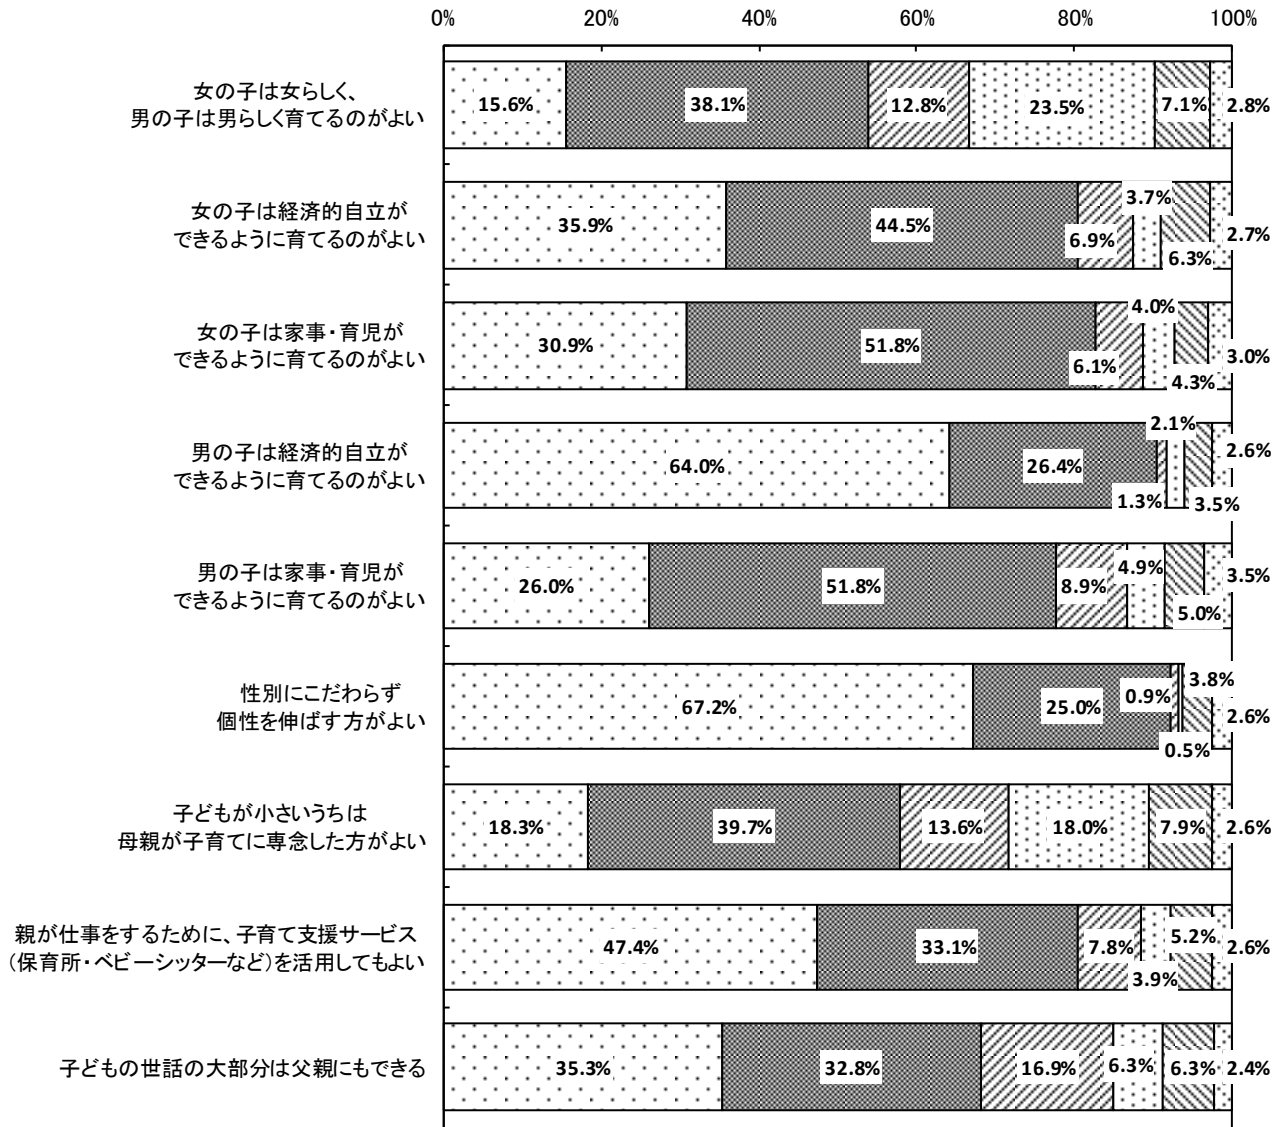 0% 20% 40% 60% 80% 100%
女の子は女らしく、
男の子は男らしく育てるのがよい
15.6% 38.1% 12.8% 23.5% 7.1% 2.8%
女の子は経済的自立が
できるように育てるのがよい
35.9% 44.5% 6.9% 3.7% 6.3% 2.7%
女の子は家事・育児が
できるように育てるのがよい
30.9% 51.8% 6.1% 4.0% 4.3% 3.0%
男の子は経済的自立が
できるように育てるのがよい
64.0% 26.4% 1.3% 2.1% 3.5% 2.6%
男の子は家事・育児が
できるように育てるのがよい
26.0% 51.8% 8.9% 4.9% 5.0% 3.5%
性別にこだわらず
個性を伸ばす方がよい
67.2% 25.0% 0.9% 0.5% 3.8% 2.6%
子どもが小さいうちは
母親が子育てに専念した方がよい
18.3% 39.7% 13.6% 18.0% 7.9% 2.6%
親が仕事をするために、子育て支援サービス
(保育所・ベビーシッターなど)を活用してもよい
47.4% 33.1% 7.8% 3.9% 5.2% 2.6%
子どもの世話の大部分は父親にもできる
35.3% 32.8% 16.9% 6.3% 6.3% 2.4%